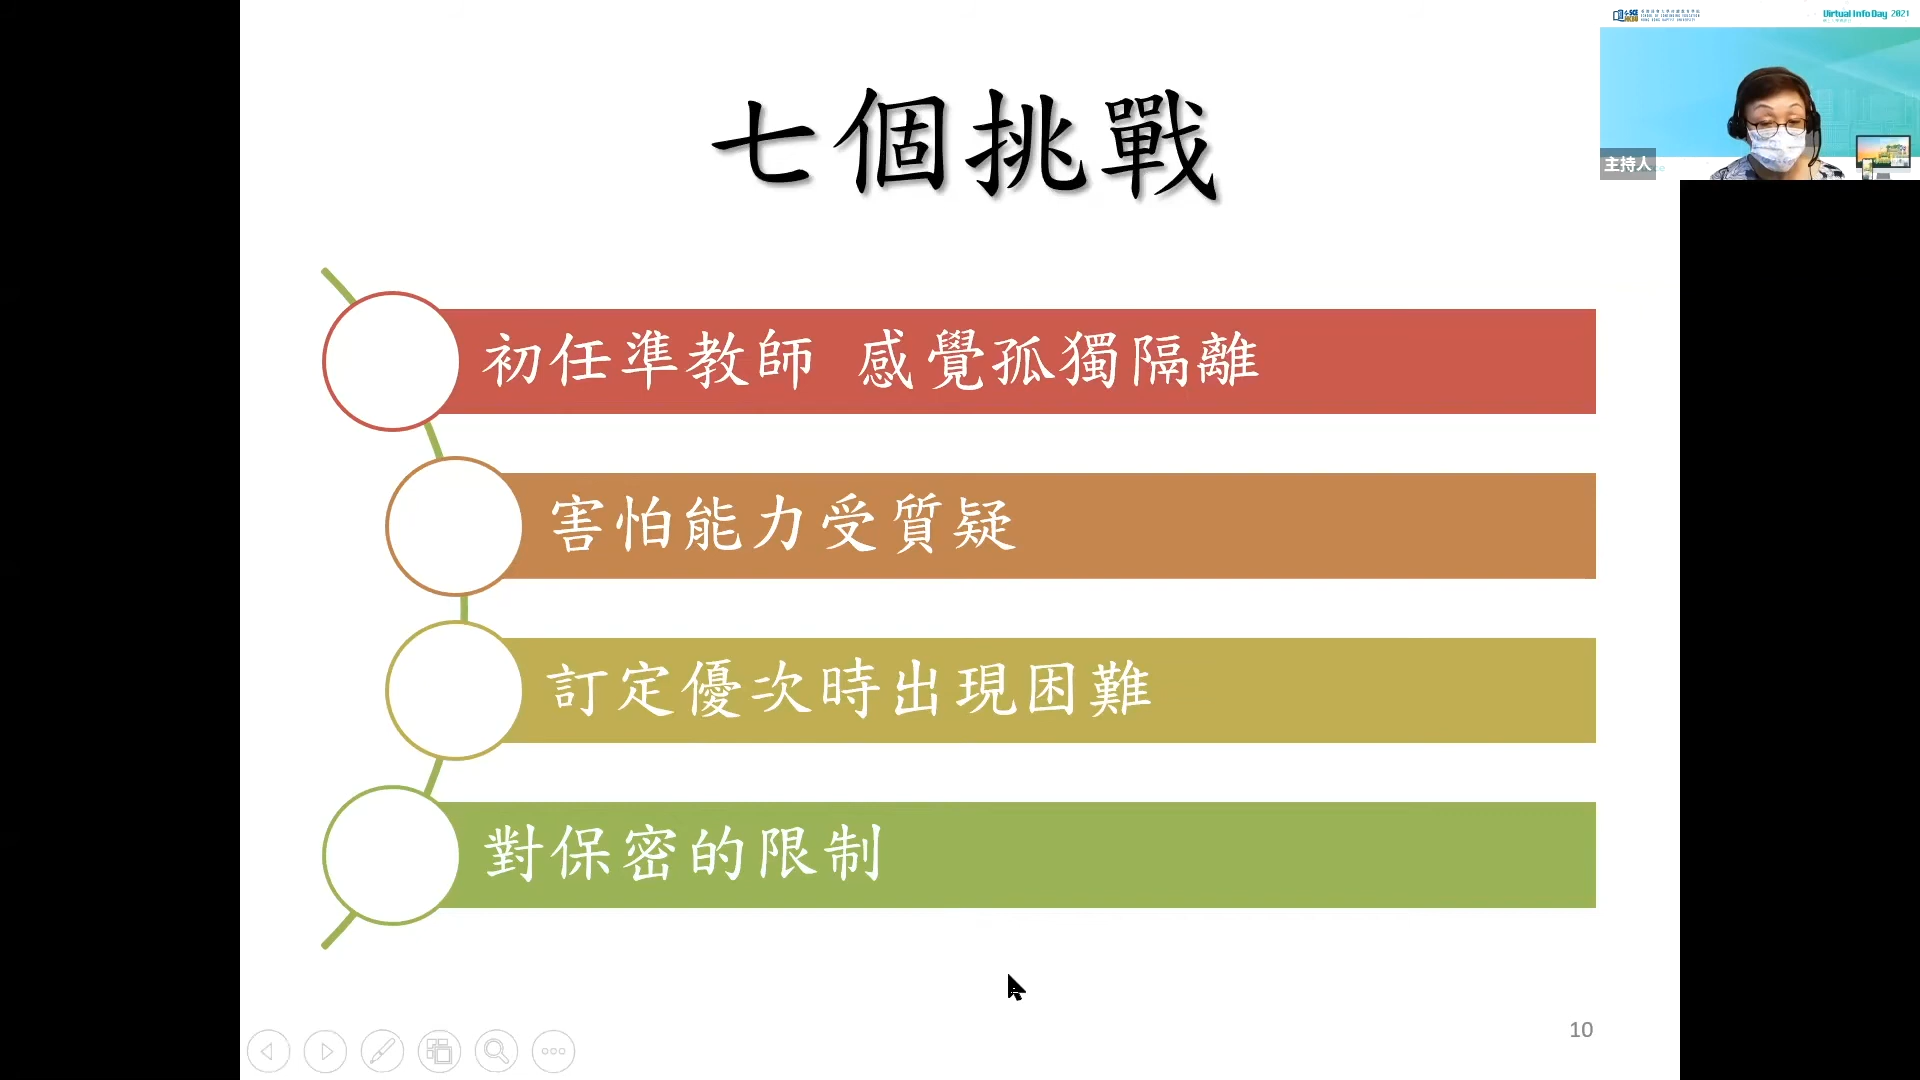 七個挑戰
初任準教師 感覺孤獨隔離
害怕能力受質疑
訂定優次時出現困難
對保密的限制
10
Virtual Info Day 2021
主持人